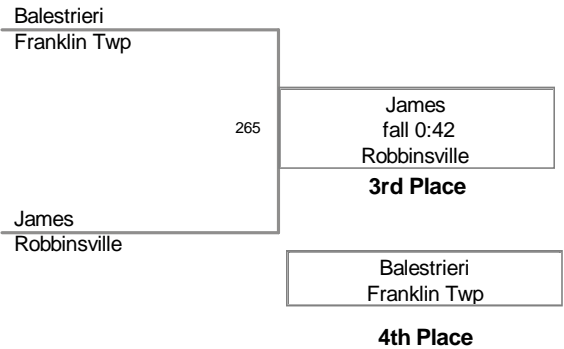 Balestrieri
Franklin Twp
265
James
fall 0:42
Robbinsville
3rd Place
James
Robbinsville
Balestrieri
Franklin Twp
4th Place